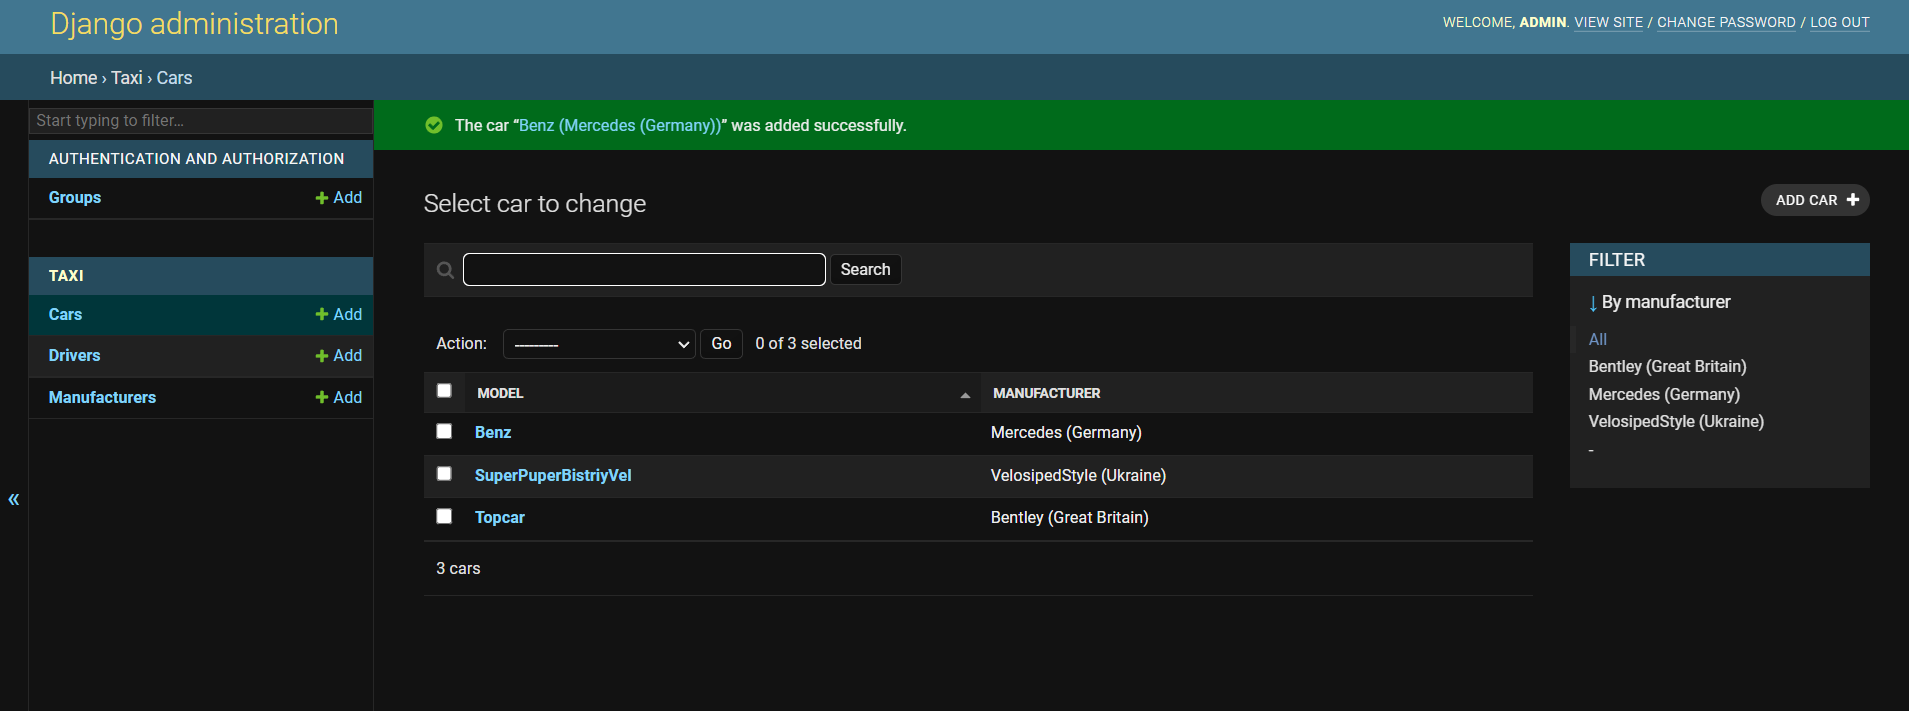 Django administration
WELCOME, ADMIN. VIEW SITE / CHANGE PASSWORD / LOG OUT
Home › Taxi › Cars
Start typing to filter…
AUTHENTICATION AND AUTHORIZATION
Groups + Add
TAXI
Cars + Add
Drivers + Add
Manufacturers + Add
«
The car “Benz (Mercedes (Germany))” was added successfully.
Select car to change
ADD CAR +
Search
Action: --------- Go 0 of 3 selected
MODEL MANUFACTURER
Benz Mercedes (Germany)
SuperPuperBistriyVel VelosipedStyle (Ukraine)
Topcar Bentley (Great Britain)
3 cars
FILTER
↓ By manufacturer
All
Bentley (Great Britain)
Mercedes (Germany)
VelosipedStyle (Ukraine)
-